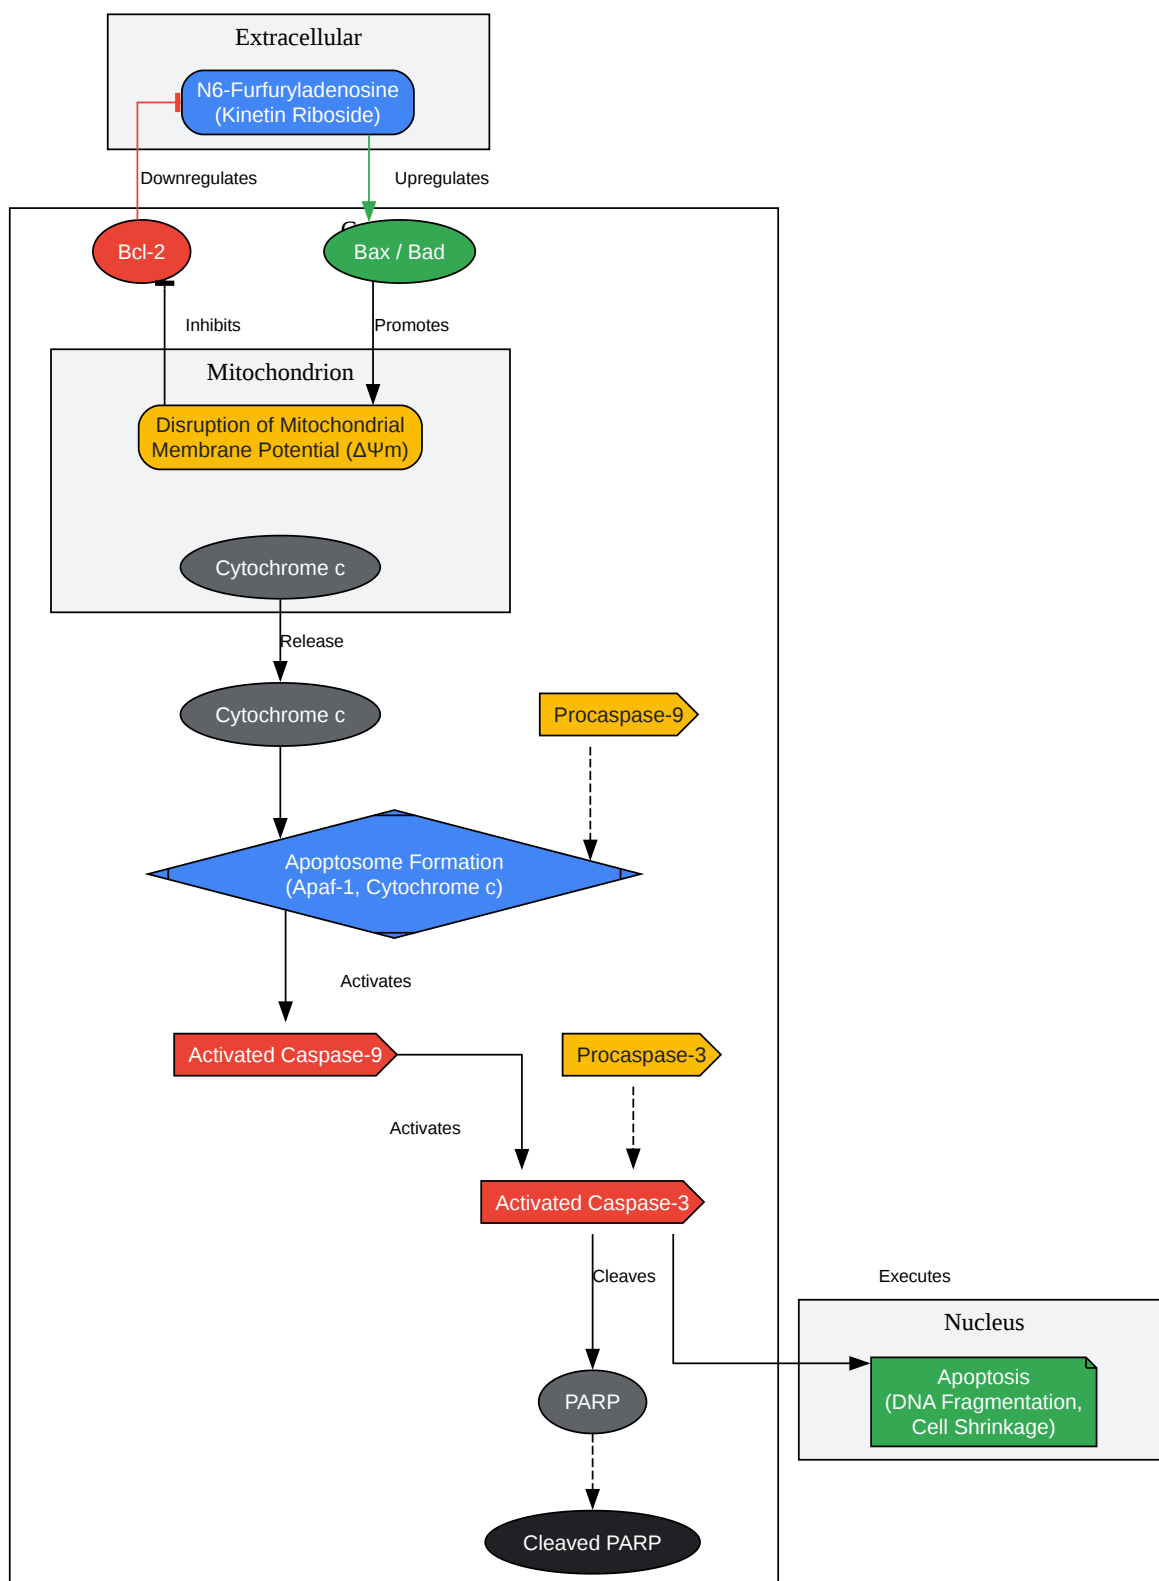 Extracellular
N6-Furfuryladenosine
(Kinetin Riboside)
Downregulates
Upregulates
Bcl-2
Bax / Bad
Inhibits
Promotes
Mitochondrion
Disruption of Mitochondrial
Membrane Potential (ΔΨm)
Cytochrome c
Release
Cytochrome c
Procaspase-9
Apoptosome Formation
(Apaf-1, Cytochrome c)
Activates
Activated Caspase-9
Procaspase-3
Activates
Activated Caspase-3
Cleaves
Executes
Nucleus
Apoptosis
(DNA Fragmentation,
Cell Shrinkage)
PARP
Cleaved PARP